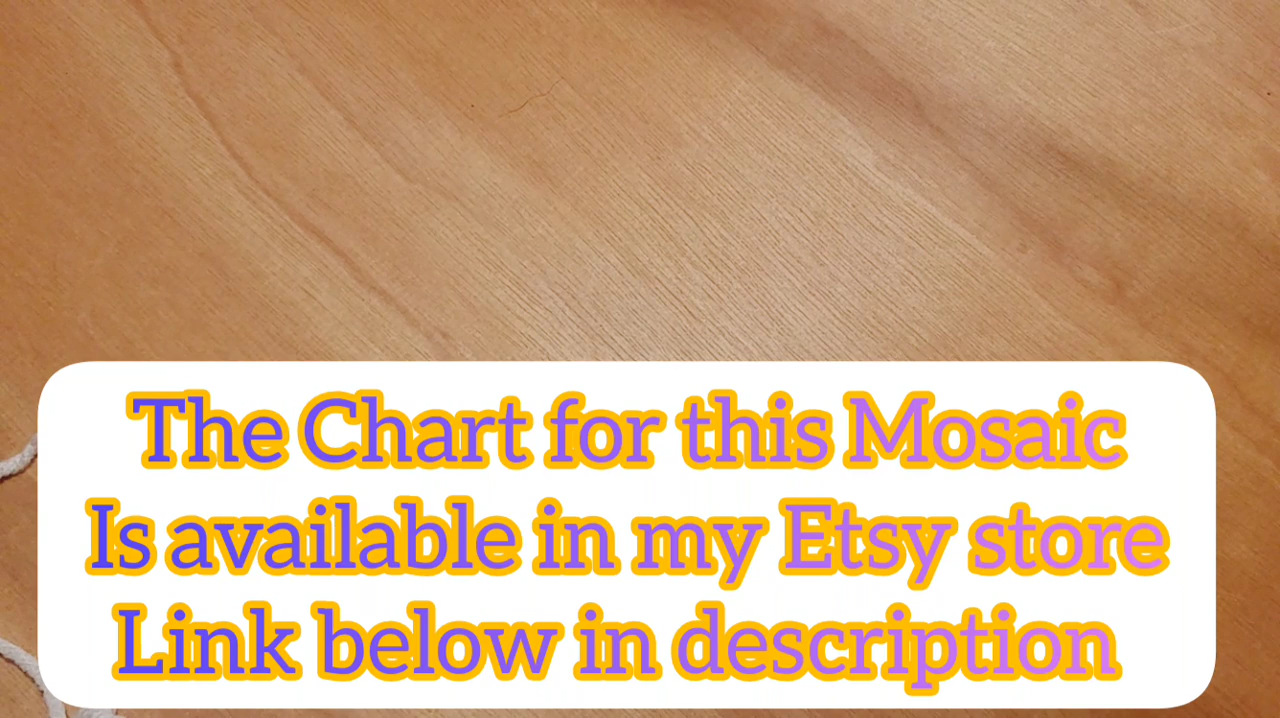 The Chart for this Mosaic
Is available in my Etsy store
Link below in description